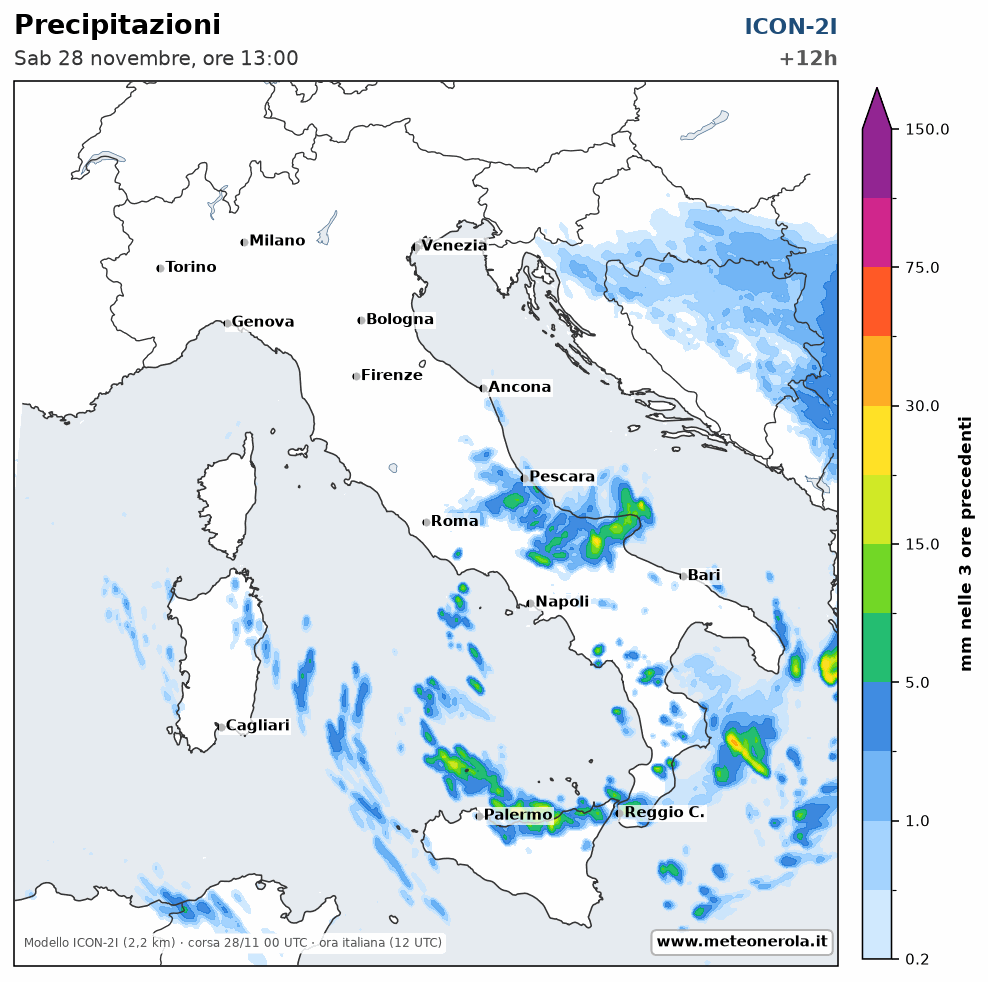 Precipitazioni
ICON-2I
Sab 28 novembre, ore 13:00
+12h
150.0
75.0
30.0
15.0
5.0
1.0
0.2
mm nelle 3 ore precedenti
Milano
Venezia
Torino
Genova
Bologna
Firenze
Ancona
Pescara
Roma
Bari
Napoli
Cagliari
Palermo
Reggio C.
Modello ICON-2I (2,2 km) · corsa 28/11 00 UTC · ora italiana (12 UTC)
www.meteonerola.it